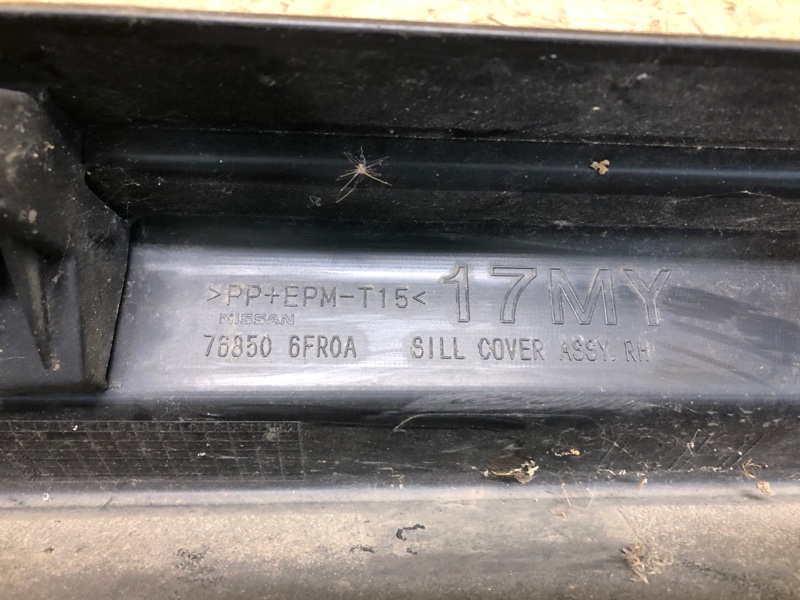 >PP+EPM-T15< 17MY
NISSAN
76850 6FR0A SILL COVER ASSY. RH